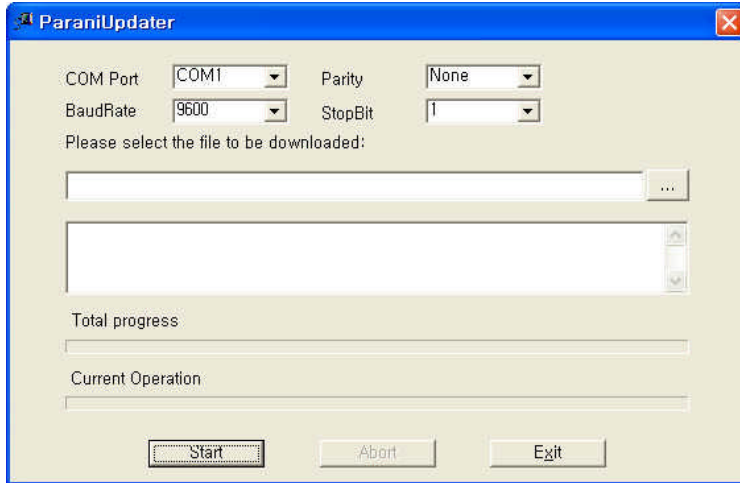 ParaniUpdater
COM Port COM1 Parity None
BaudRate 9600 StopBit 1
Please select the file to be downloaded:
...
Total progress
Current Operation
Start Abort Exit